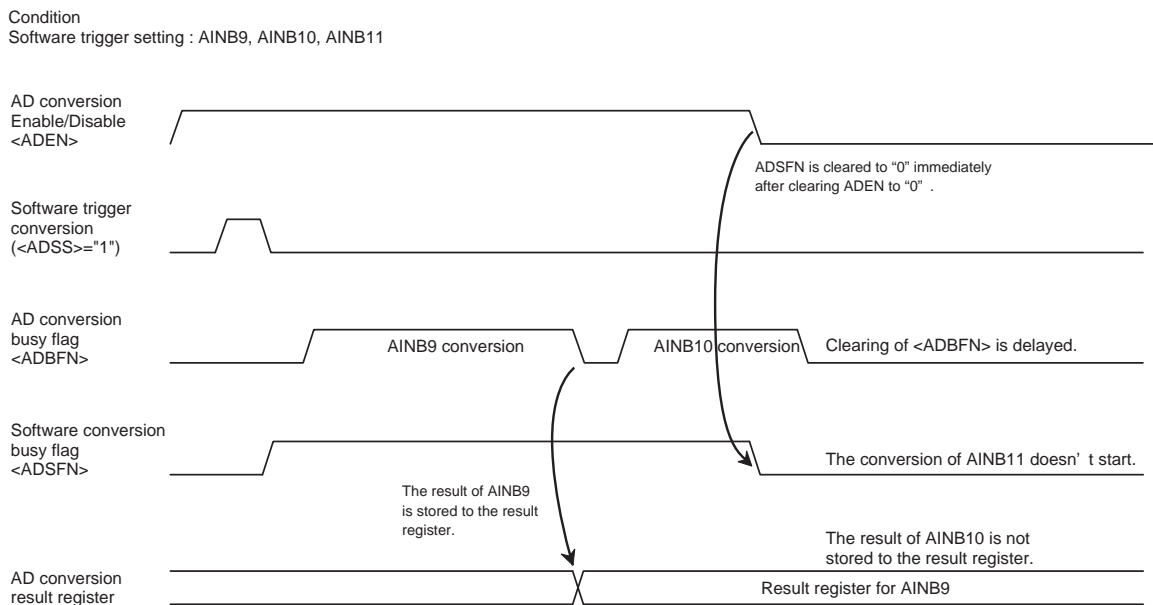 Condition
Software trigger setting : AINB9, AINB10, AINB11
AD conversion
Enable/Disable
<ADEN>
ADSFN is cleared to “0” immediately
after clearing ADEN to “0” .
Software trigger
conversion
(<ADSS>="1")
AD conversion
busy flag
<ADBFN>
AINB9 conversion
AINB10 conversion
Clearing of <ADBFN> is delayed.
Software conversion
busy flag
<ADSFN>
The conversion of AINB11 doesn’ t start.
The result of AINB9
is stored to the result
register.
The result of AINB10 is not
stored to the result register.
AD conversion
result register
Result register for AINB9